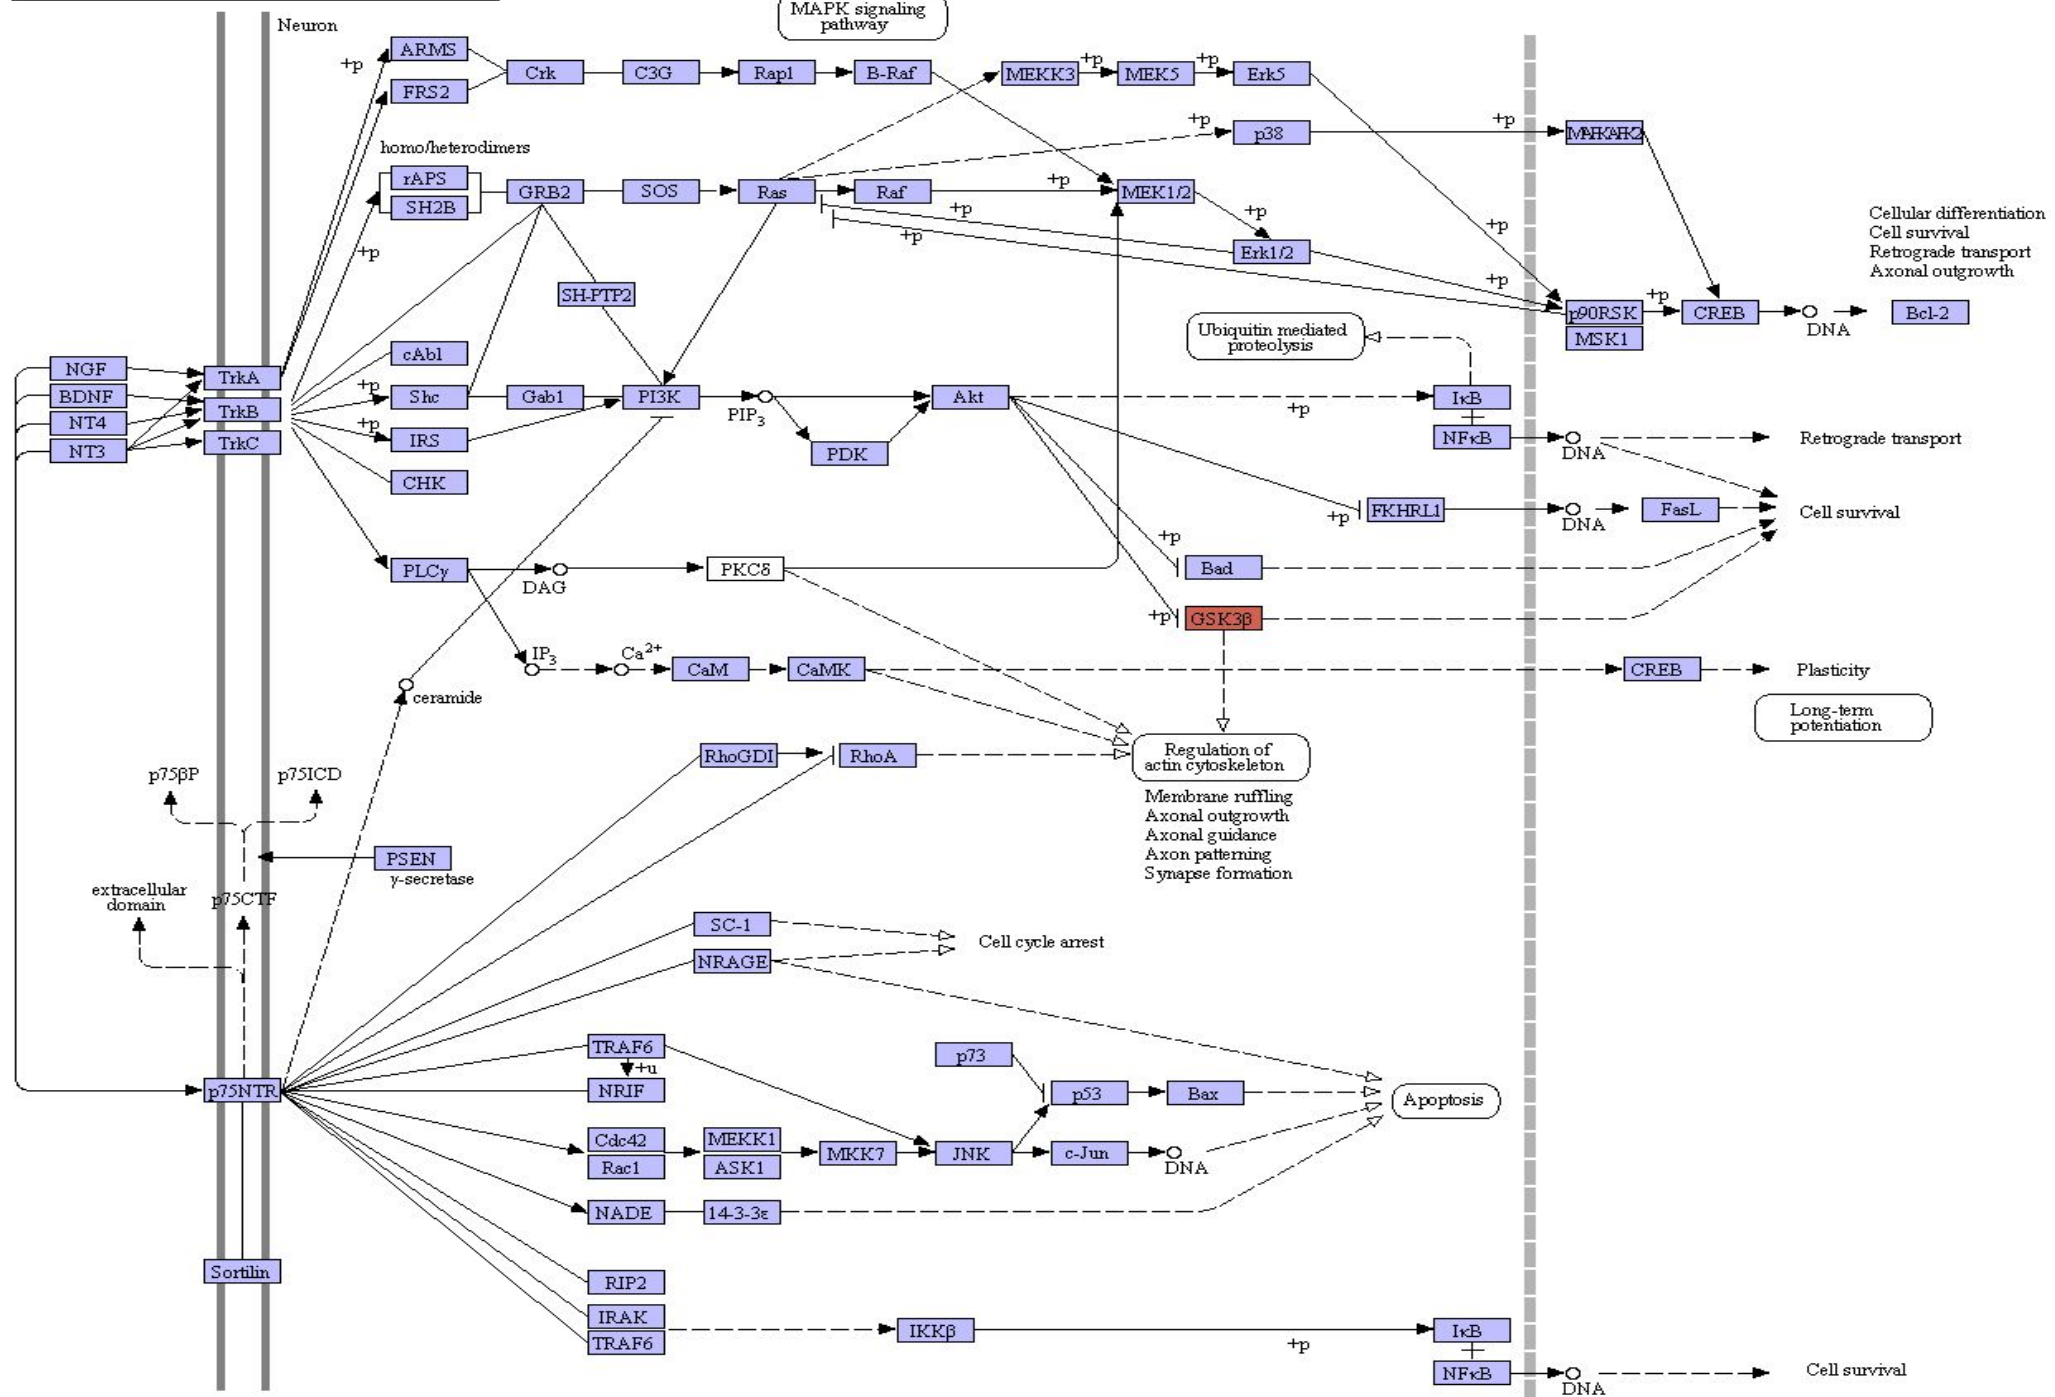 MAPK signaling
pathway
Neuron
+p
ARMS
FRS2
Crk
C3G
Rap1
B-Raf
MEKK3
+p
MEK5
+p
Erk5
+p
p38
+p
homo/heterodimers
rAPS
SH2B
+p
GRB2
SOS
Ras
Raf
+p
MEK1/2
+p
+p
+p
Erk1/2
+p
+p
p90RSK
MSK1
+p
CREB
DNA
Bcl-2
Cellular differentiation
Cell survival
Retrograde transport
Axonal outgrowth
SH-PTP2
Ubiquitin mediated
proteolysis
NGF
BDNF
NT4
NT3
TrkA
TrkB
TrkC
cAbl
+p
Shc
+p
IRS
CHK
Gab1
PI3K
PIP3
PDK
Akt
+p
IκB
NFκB
DNA
Retrograde transport
+p
FKHRL1
DNA
FasL
Cell survival
+p
Bad
+p
GSK3β
PLCγ
DAG
PKCδ
IP3
Ca2+
CaM
CaMK
CREB
Plasticity
Long-term
potentiation
ceramide
RhoGDI
RhoA
Regulation of
actin cytoskeleton
Membrane ruffling
Axonal outgrowth
Axonal guidance
Axon patterning
Synapse formation
p75βP
p75ICD
PSEN
γ-secretase
extracellular
domain
p75CTF
SC-1
NRAGE
Cell cycle arrest
TRAF6
+u
NRIF
p73
p53
Bax
Apoptosis
p75NTR
Cdc42
Rac1
MEKK1
ASK1
MKK7
JNK
c-Jun
DNA
NADE
14-3-3ε
Sortilin
RIP2
IRAK
TRAF6
IKKβ
+p
IκB
NFκB
DNA
Cell survival